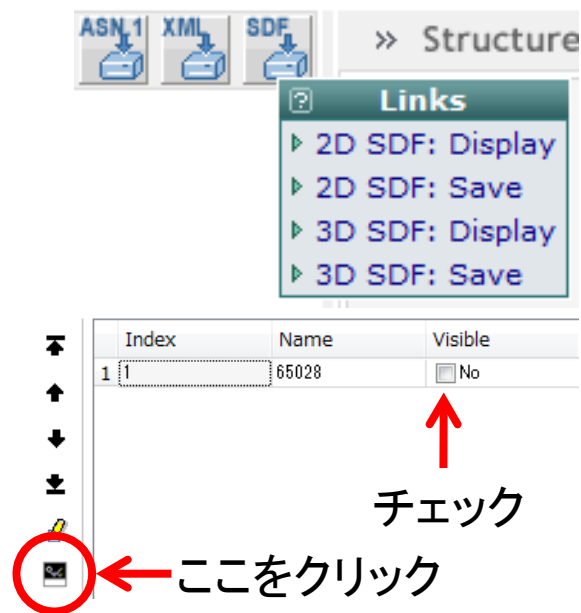 ASN.1 XML SDF
» Structure
? Links
2D SDF: Display
2D SDF: Save
3D SDF: Display
3D SDF: Save
Index Name Visible
1 1 65028 No
チェック
ここをクリック